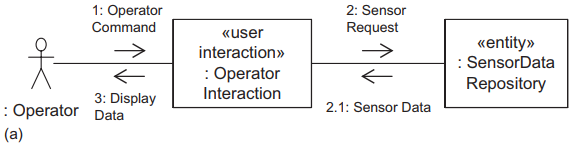 1: Operator
Command
3: Display
Data
: Operator
(a)
«user
interaction»
: Operator
Interaction
2: Sensor
Request
2.1: Sensor Data
«entity»
: SensorData
Repository